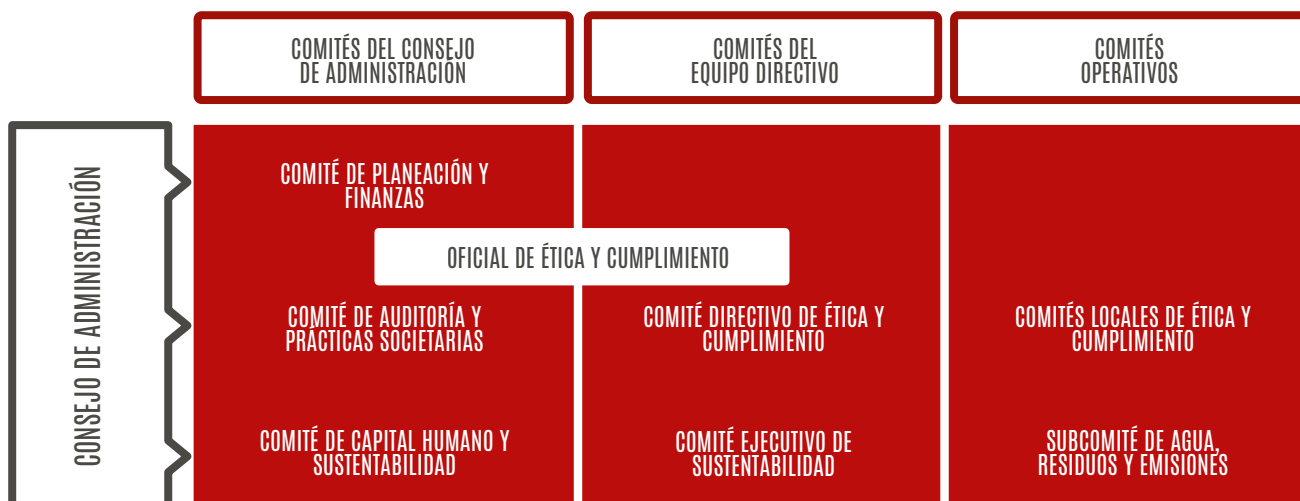 COMITÉS DEL CONSEJO
DE ADMINISTRACIÓN
COMITÉS DEL
EQUIPO DIRECTIVO
COMITÉS
OPERATIVOS
CONSEJO DE ADMINISTRACIÓN
COMITÉ DE PLANEACIÓN Y
FINANZAS
OFICIAL DE ÉTICA Y CUMPLIMIENTO
COMITÉ DE AUDITORÍA Y
PRÁCTICAS SOCIETARIAS
COMITÉ DIRECTIVO DE ÉTICA Y
CUMPLIMIENTO
COMITÉS LOCALES DE ÉTICA Y
CUMPLIMIENTO
COMITÉ DE CAPITAL HUMANO Y
SUSTENTABILIDAD
COMITÉ EJECUTIVO DE
SUSTENTABILIDAD
SUBCOMITÉ DE AGUA,
RESIDUOS Y EMISIONES